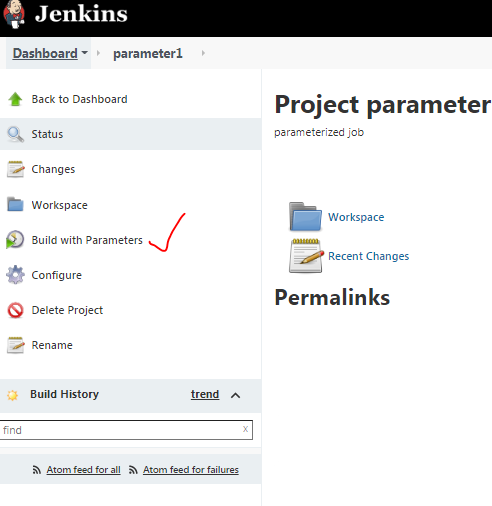 Jenkins
Dashboard
parameter1
Back to Dashboard
Status
Changes
Workspace
Build with Parameters
Configure
Delete Project
Rename
Build History
trend
find
x
Atom feed for all
Atom feed for failures
Project parameter
parameterized job
Workspace
Recent Changes
Permalinks